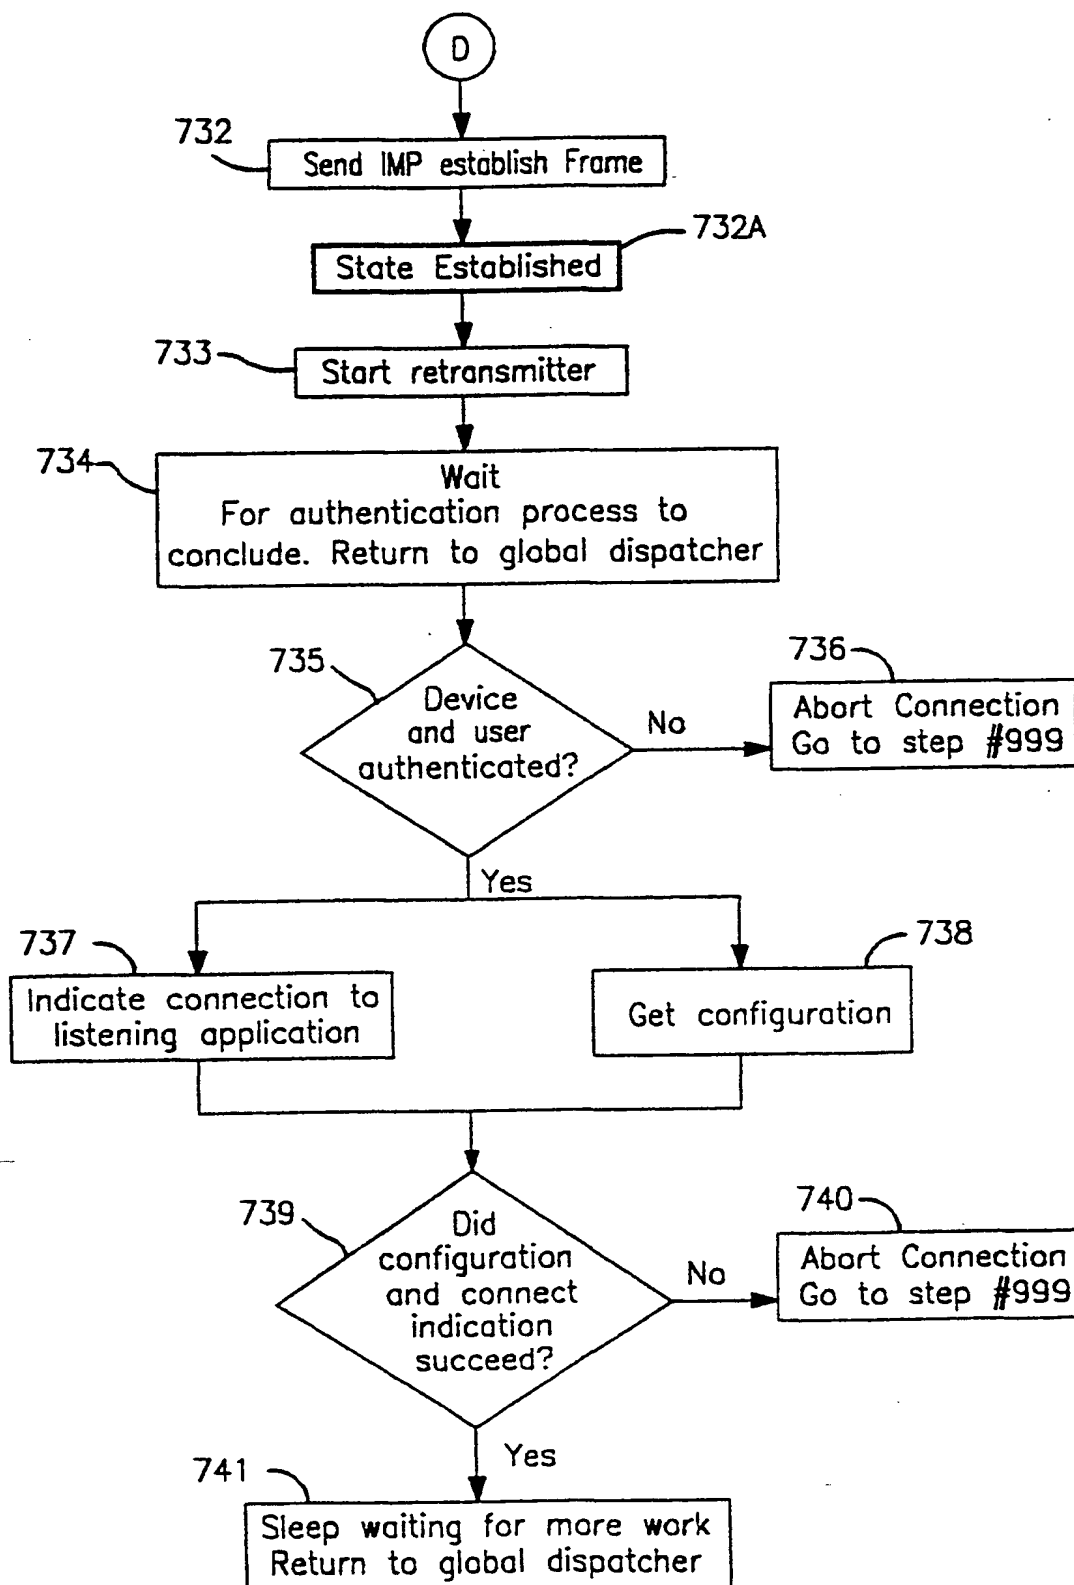 D
732
Send IMP establish Frame
732A
State Established
733
Start retransmitter
734
Wait
For authentication process to
conclude. Return to global dispatcher
735
Device
and user
authenticated?
No
736
Abort Connection
Go to step #999
Yes
737
Indicate connection to
listening application
738
Get configuration
739
Did
configuration
and connect
indication
succeed?
No
740
Abort Connection
Go to step #999
Yes
741
Sleep waiting for more work
Return to global dispatcher